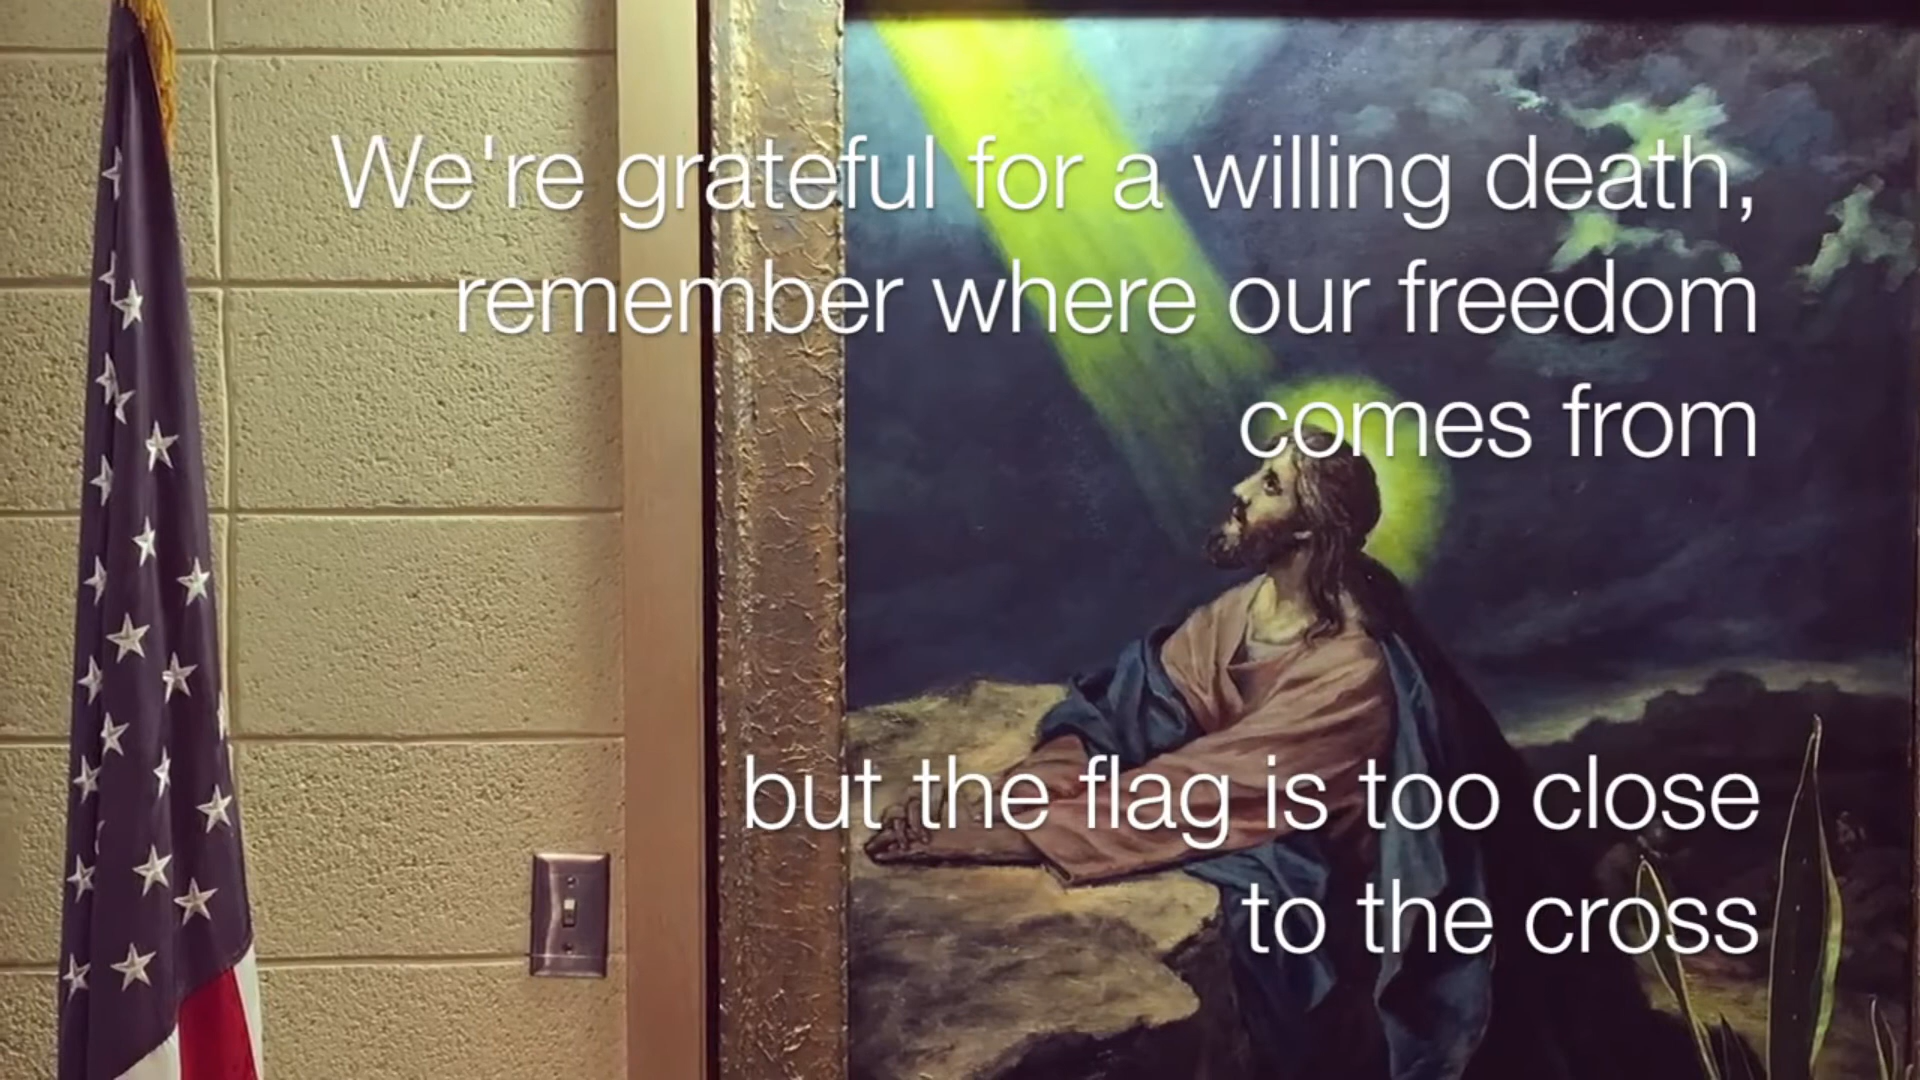 We're grateful for a willing death,
remember where our freedom
comes from
but the flag is too close
to the cross